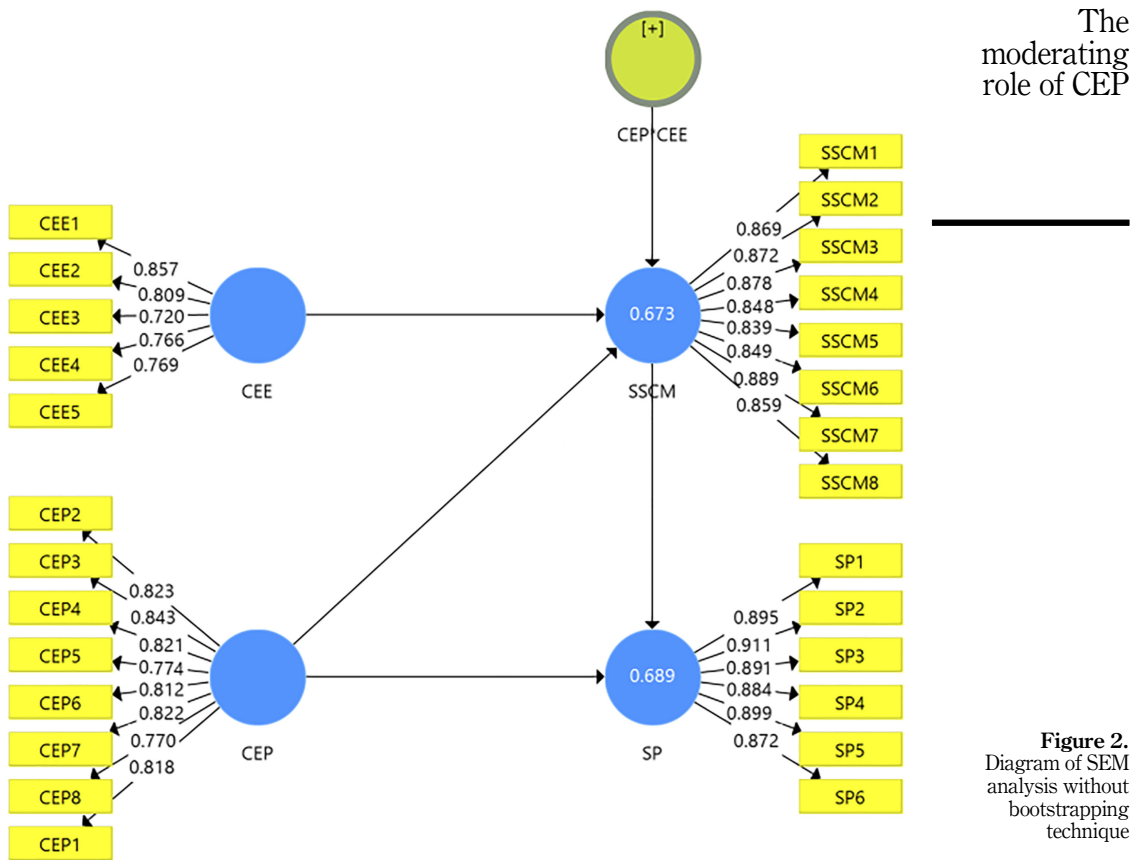 The
moderating
role of CEP
[+]
CEP*CEE
CEE1
CEE2
CEE3
CEE4
CEE5
0.857
0.809
0.720
0.766
0.769
CEE
0.673
SSCM
0.869
0.872
0.878
0.848
0.839
0.849
0.889
0.859
SSCM1
SSCM2
SSCM3
SSCM4
SSCM5
SSCM6
SSCM7
SSCM8
CEP2
CEP3
CEP4
CEP5
CEP6
CEP7
CEP8
CEP1
0.823
0.843
0.821
0.774
0.812
0.822
0.770
0.818
CEP
0.689
SP
0.895
0.911
0.891
0.884
0.899
0.872
SP1
SP2
SP3
SP4
SP5
SP6
Figure 2.
Diagram of SEM
analysis without
bootstrapping
technique